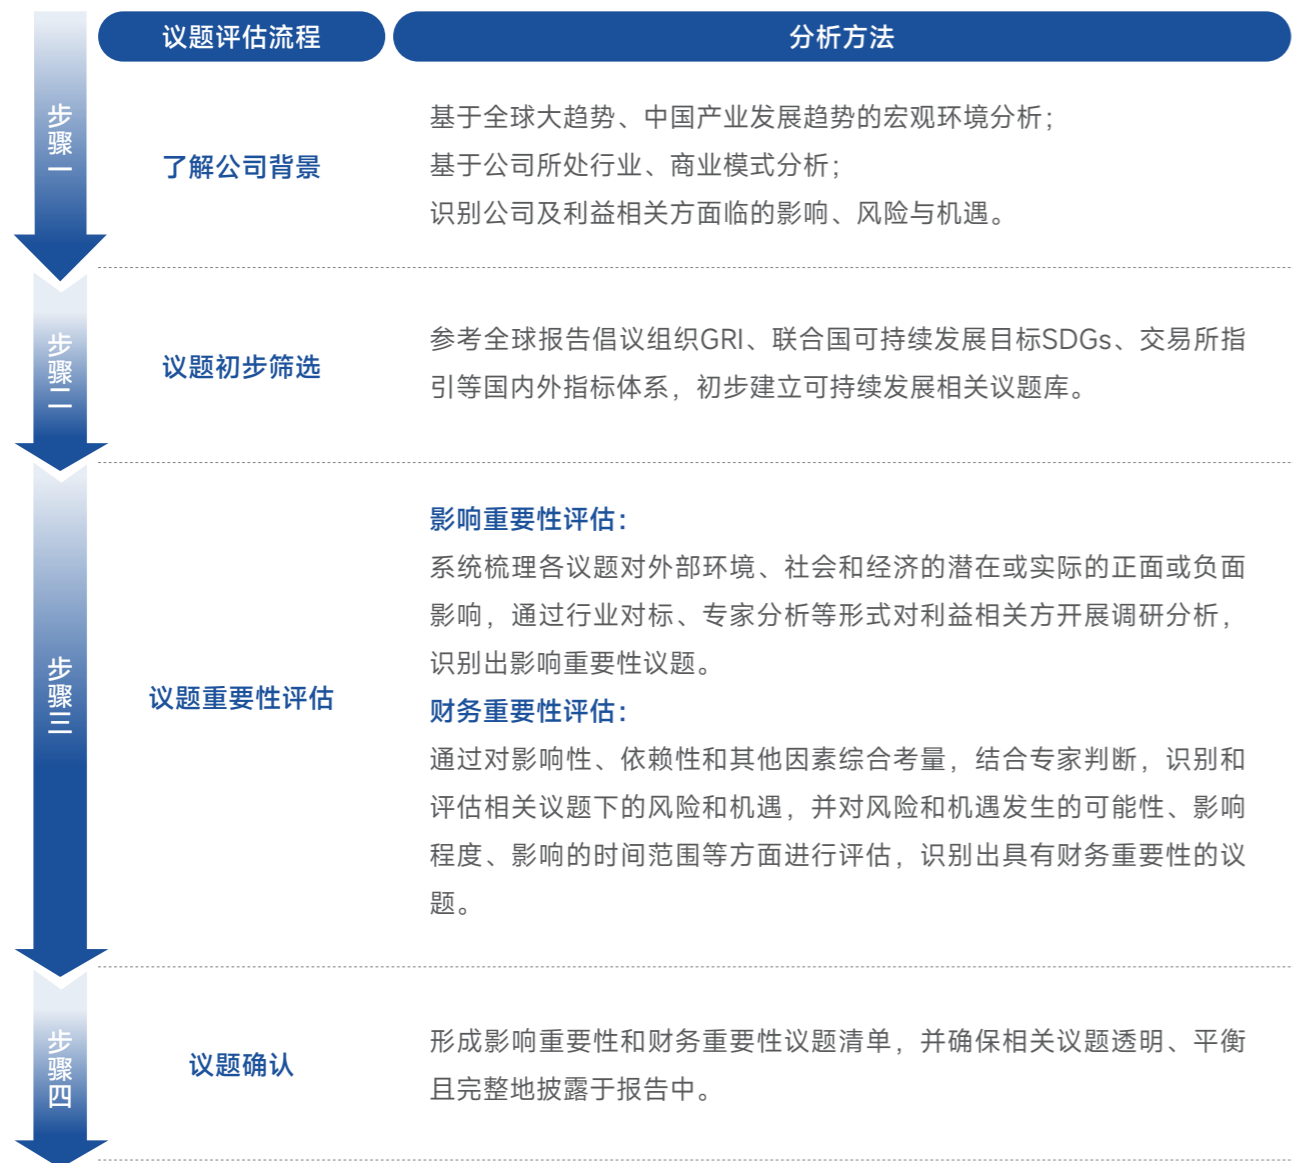 议题评估流程
分析方法
步骤一
了解公司背景
基于全球大趋势、中国产业发展趋势的宏观环境分析；
基于公司所处行业、商业模式分析；
识别公司及利益相关方面临的影响、风险与机遇。
步骤二
议题初步筛选
参考全球报告倡议组织GRI、联合国可持续发展目标SDGs、交易所指
引等国内外指标体系，初步建立可持续发展相关议题库。
步骤三
议题重要性评估
影响重要性评估：
系统梳理各议题对外部环境、社会和经济的潜在或实际的正面或负面
影响，通过行业对标、专家分析等形式对利益相关方开展调研分析，
识别出影响重要性议题。
财务重要性评估：
通过对影响性、依赖性和其他因素综合考量，结合专家判断，识别和
评估相关议题下的风险和机遇，并对风险和机遇发生的可能性、影响
程度、影响的时间范围等方面进行评估，识别出具有财务重要性的议
题。
步骤四
议题确认
形成影响重要性和财务重要性议题清单，并确保相关议题透明、平衡
且完整地披露于报告中。